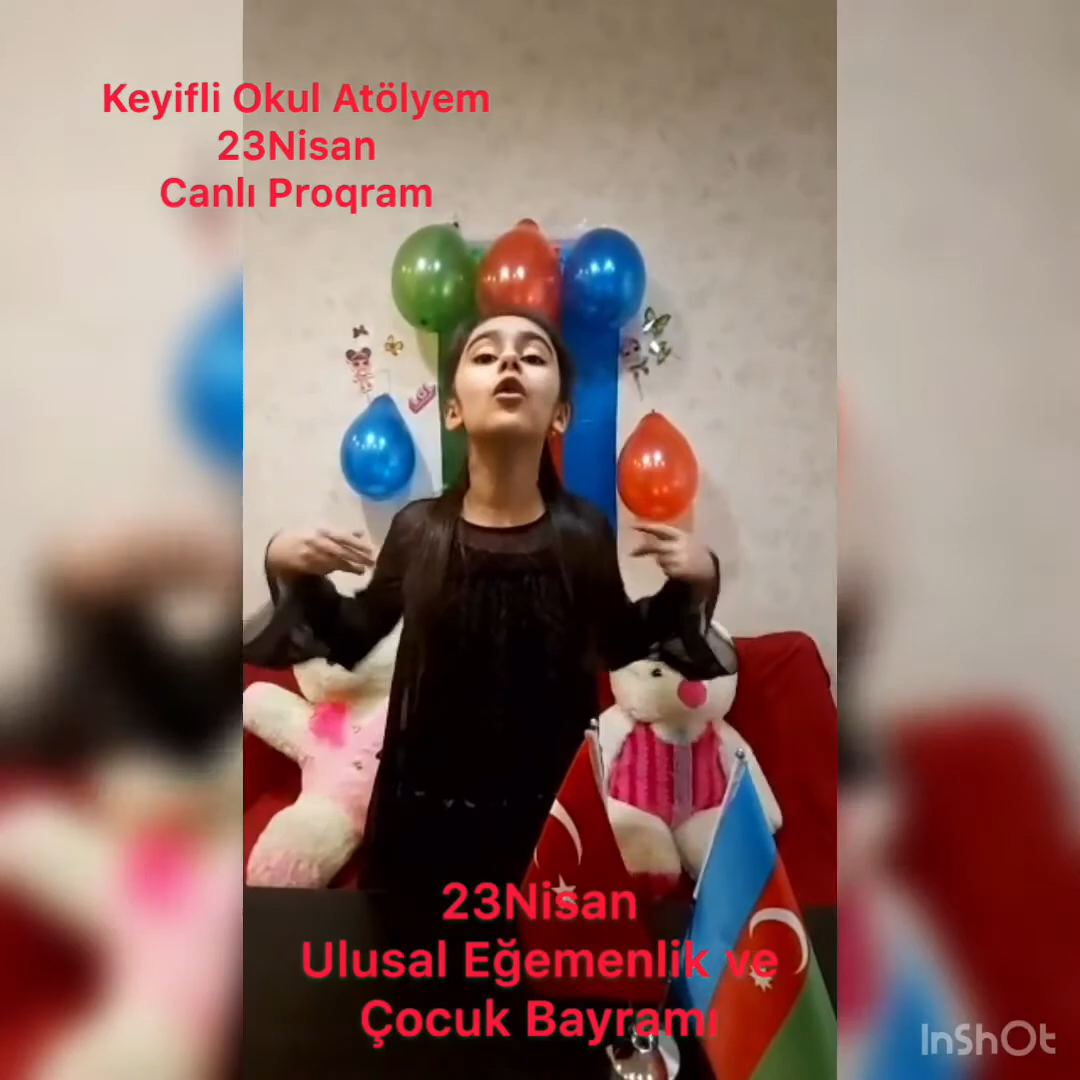 Keyifli Okul Atölyem
23Nisan
Canlı Proqram
23Nisan
Ulusal Eğemenlik ve
Çocuk Bayramı
InShOt